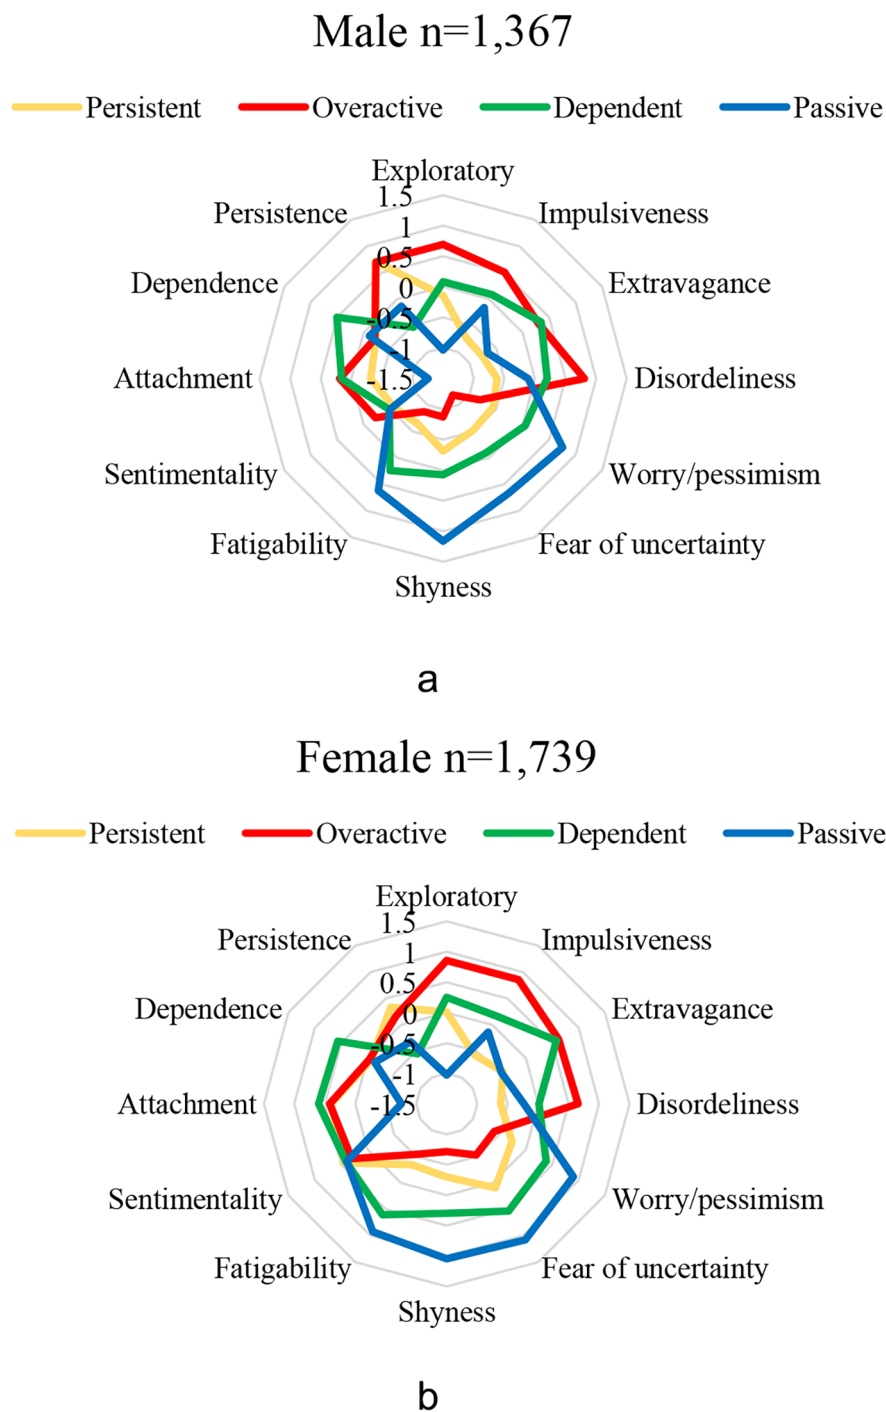 Male n=1,367
Persistent Overactive Dependent Passive
Exploratory
1.5
Persistence Impulsiveness
1
0.5
Dependence 0 Extravagance
-0.5
-1
Attachment -1.5 Disordeliness
Sentimentality Worry/pessimism
Fatigability Fear of uncertainty
Shyness
a
Female n=1,739
Persistent Overactive Dependent Passive
Exploratory
1.5
Persistence Impulsiveness
1
0.5
Dependence 0 Extravagance
-0.5
-1
Attachment -1.5 Disordeliness
Sentimentality Worry/pessimism
Fatigability Fear of uncertainty
Shyness
b